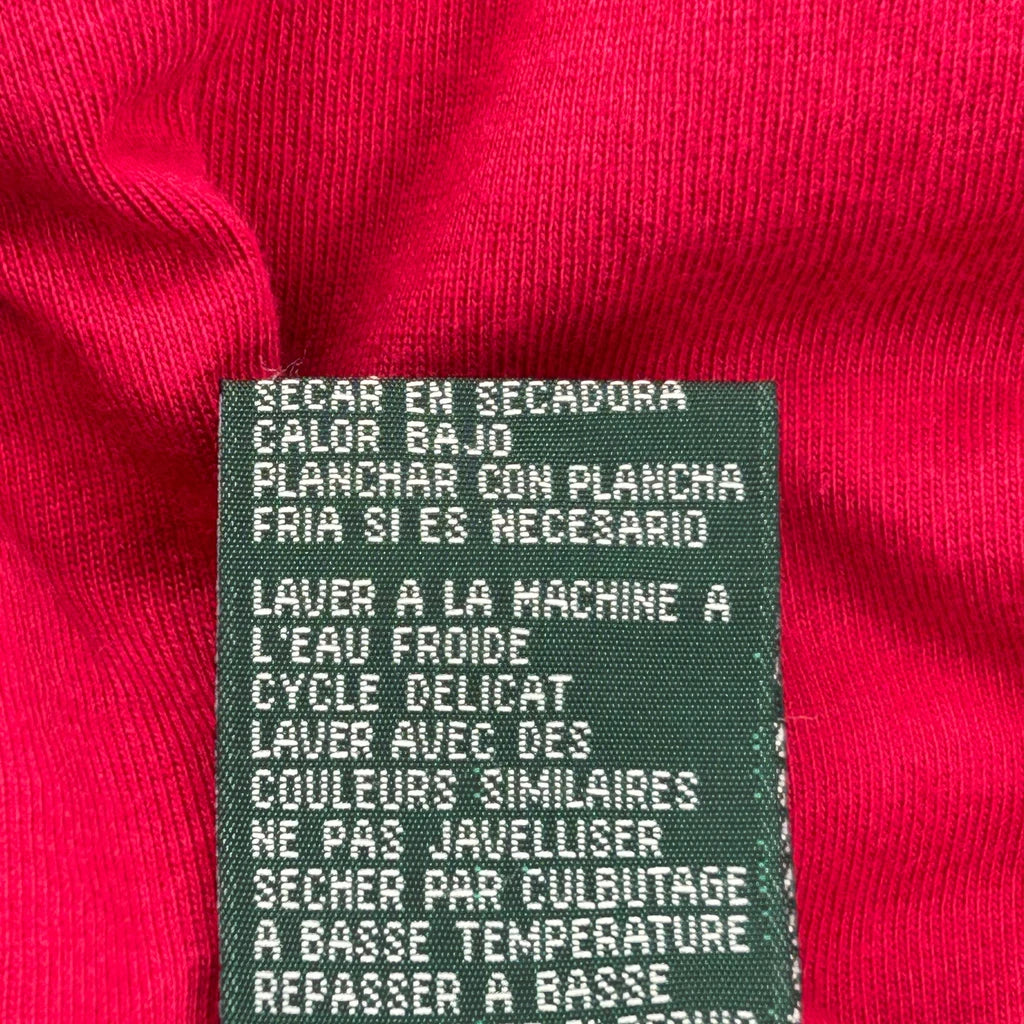 SECAR EN SECADORA
CALOR BAJO
PLANCHAR CON PLANCHA
FRIA SI ES NECESARIO
LAVER A LA MACHINE A
L'EAU FROIDE
CYCLE DELICAT
LAVER AVEC DES
COULEURS SIMILAIRES
NE PAS JAVELLISER
SECHER PAR CULBUTAGE
A BASSE TEMPERATURE
REPASSER A BASSE